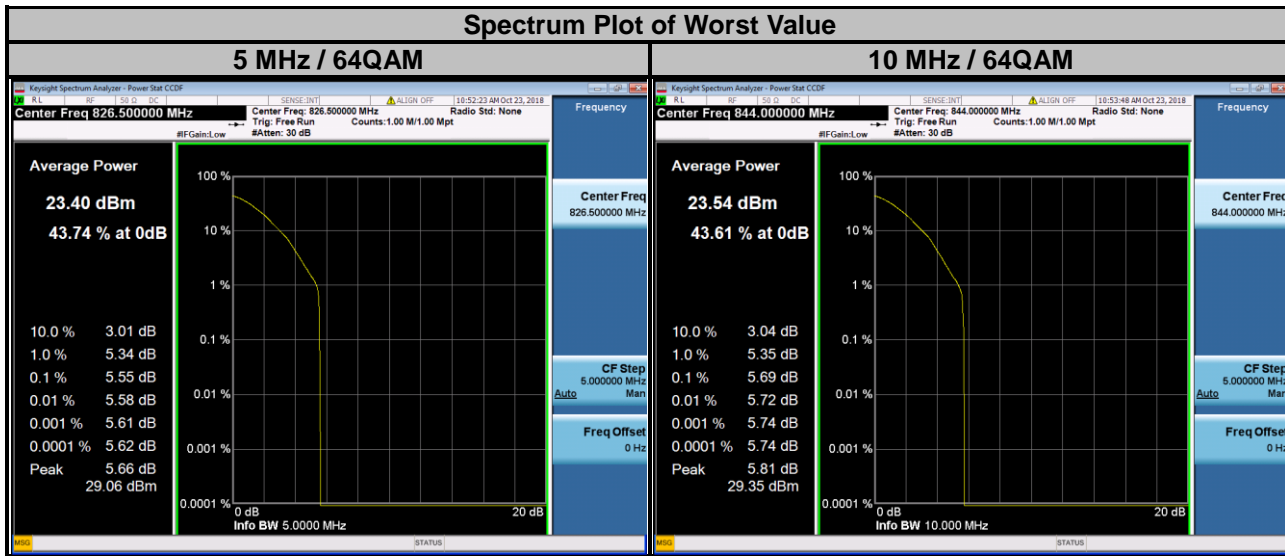 Spectrum Plot of Worst Value
5 MHz / 64QAM
10 MHz / 64QAM
Keysight Spectrum Analyzer - Power Stat CCDF
RL RF 50 Ω DC SENSE:INT ALIGN OFF 10:52:23 AM Oct 23, 2018
Center Freq 826.500000 MHz
Center Freq: 826.500000 MHz Radio Std: None
Trig: Free Run Counts:1.00 M/1.00 Mpt
#IFGain:Low #Atten: 30 dB
Average Power
23.40 dBm
43.74 % at 0dB
10.0 % 3.01 dB
1.0 % 5.34 dB
0.1 % 5.55 dB
0.01 % 5.58 dB
0.001 % 5.61 dB
0.0001 % 5.62 dB
Peak 5.66 dB
29.06 dBm
100 %
10 %
1 %
0.1 %
0.01 %
0.001 %
0.0001 %
0 dB 20 dB
Info BW 5.0000 MHz
Frequency
Center Freq
826.500000 MHz
CF Step
5.000000 MHz
Auto Man
Freq Offset
0 Hz
MSG STATUS
Keysight Spectrum Analyzer - Power Stat CCDF
RL RF 50 Ω DC SENSE:INT ALIGN OFF 10:53:48 AM Oct 23, 2018
Center Freq 844.000000 MHz
Center Freq: 844.000000 MHz Radio Std: None
Trig: Free Run Counts:1.00 M/1.00 Mpt
#IFGain:Low #Atten: 30 dB
Average Power
23.54 dBm
43.61 % at 0dB
10.0 % 3.04 dB
1.0 % 5.35 dB
0.1 % 5.69 dB
0.01 % 5.72 dB
0.001 % 5.74 dB
0.0001 % 5.74 dB
Peak 5.81 dB
29.35 dBm
100 %
10 %
1 %
0.1 %
0.01 %
0.001 %
0.0001 %
0 dB 20 dB
Info BW 10.000 MHz
Frequency
Center Freq
844.000000 MHz
CF Step
5.000000 MHz
Auto Man
Freq Offset
0 Hz
MSG STATUS